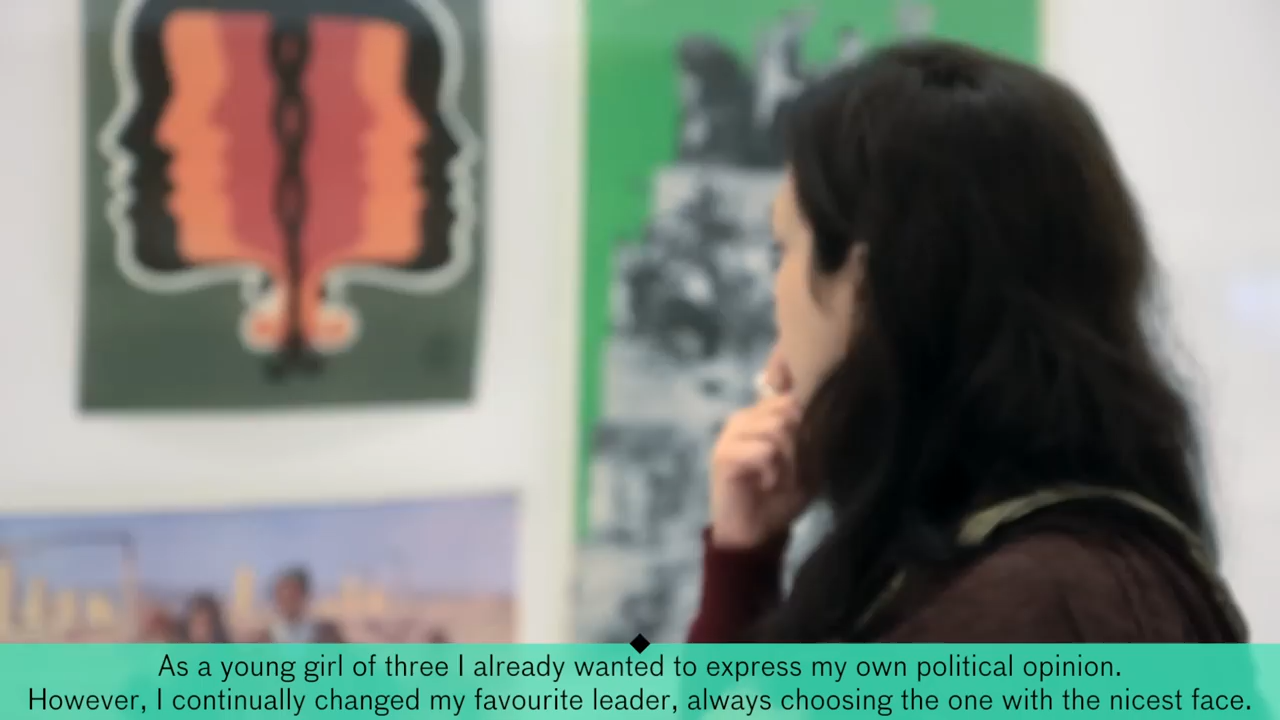 As a young girl of three I already wanted to express my own political opinion.
However, I continually changed my favourite leader, always choosing the one with the nicest face.